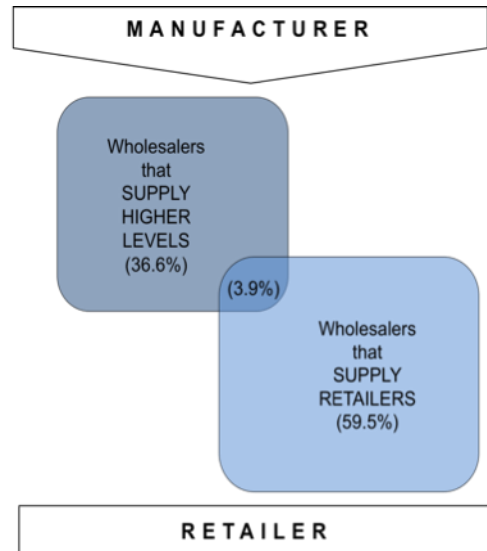 MANUFACTURER
Wholesalers
that
SUPPLY
HIGHER
LEVELS
(36.6%)
(3.9%)
Wholesalers
that
SUPPLY
RETAILERS
(59.5%)
RETAILER